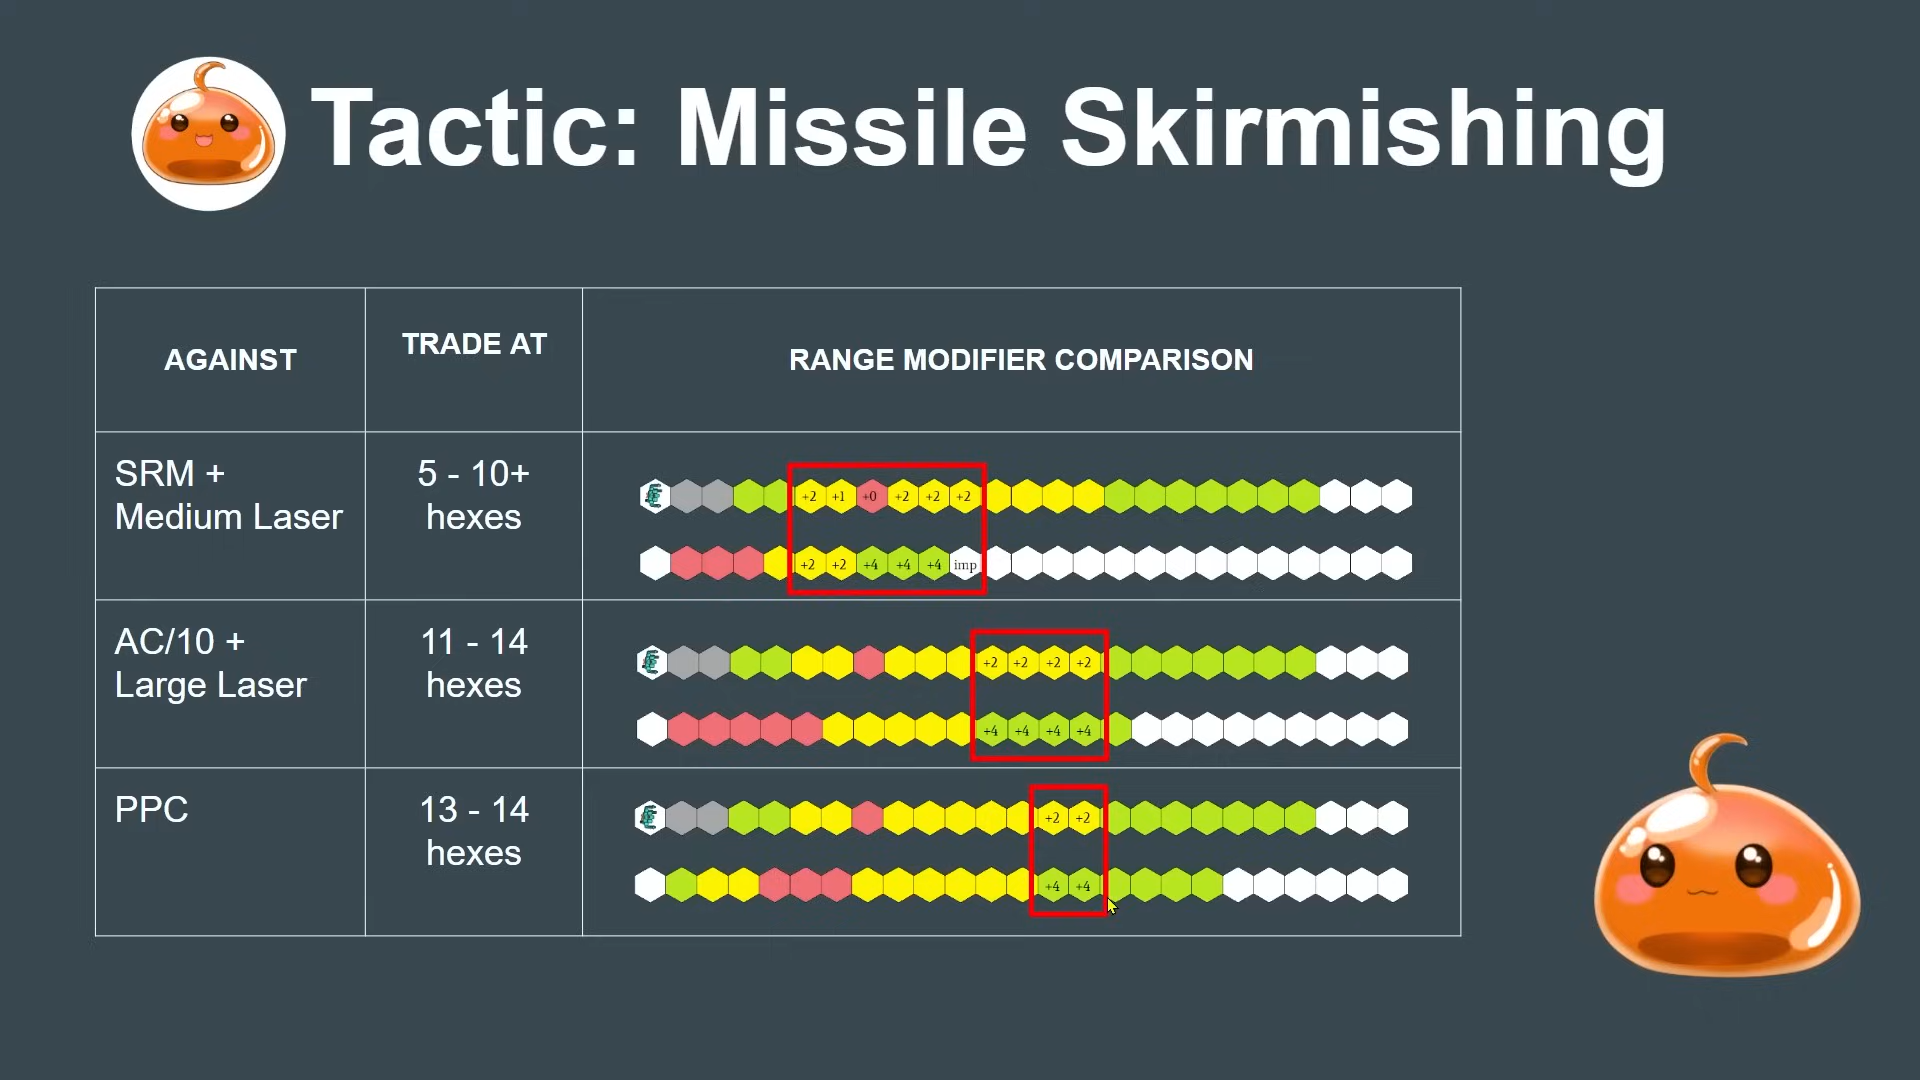 Tactic: Missile Skirmishing
AGAINST
TRADE AT
RANGE MODIFIER COMPARISON
SRM +
Medium Laser
5 - 10+
hexes
+2 +1 +0 +2 +2 +2
+2 +2 +4 +4 +4 imp
AC/10 +
Large Laser
11 - 14
hexes
+2 +2 +2 +2
+4 +4 +4 +4
PPC
13 - 14
hexes
+2 +2
+4 +4